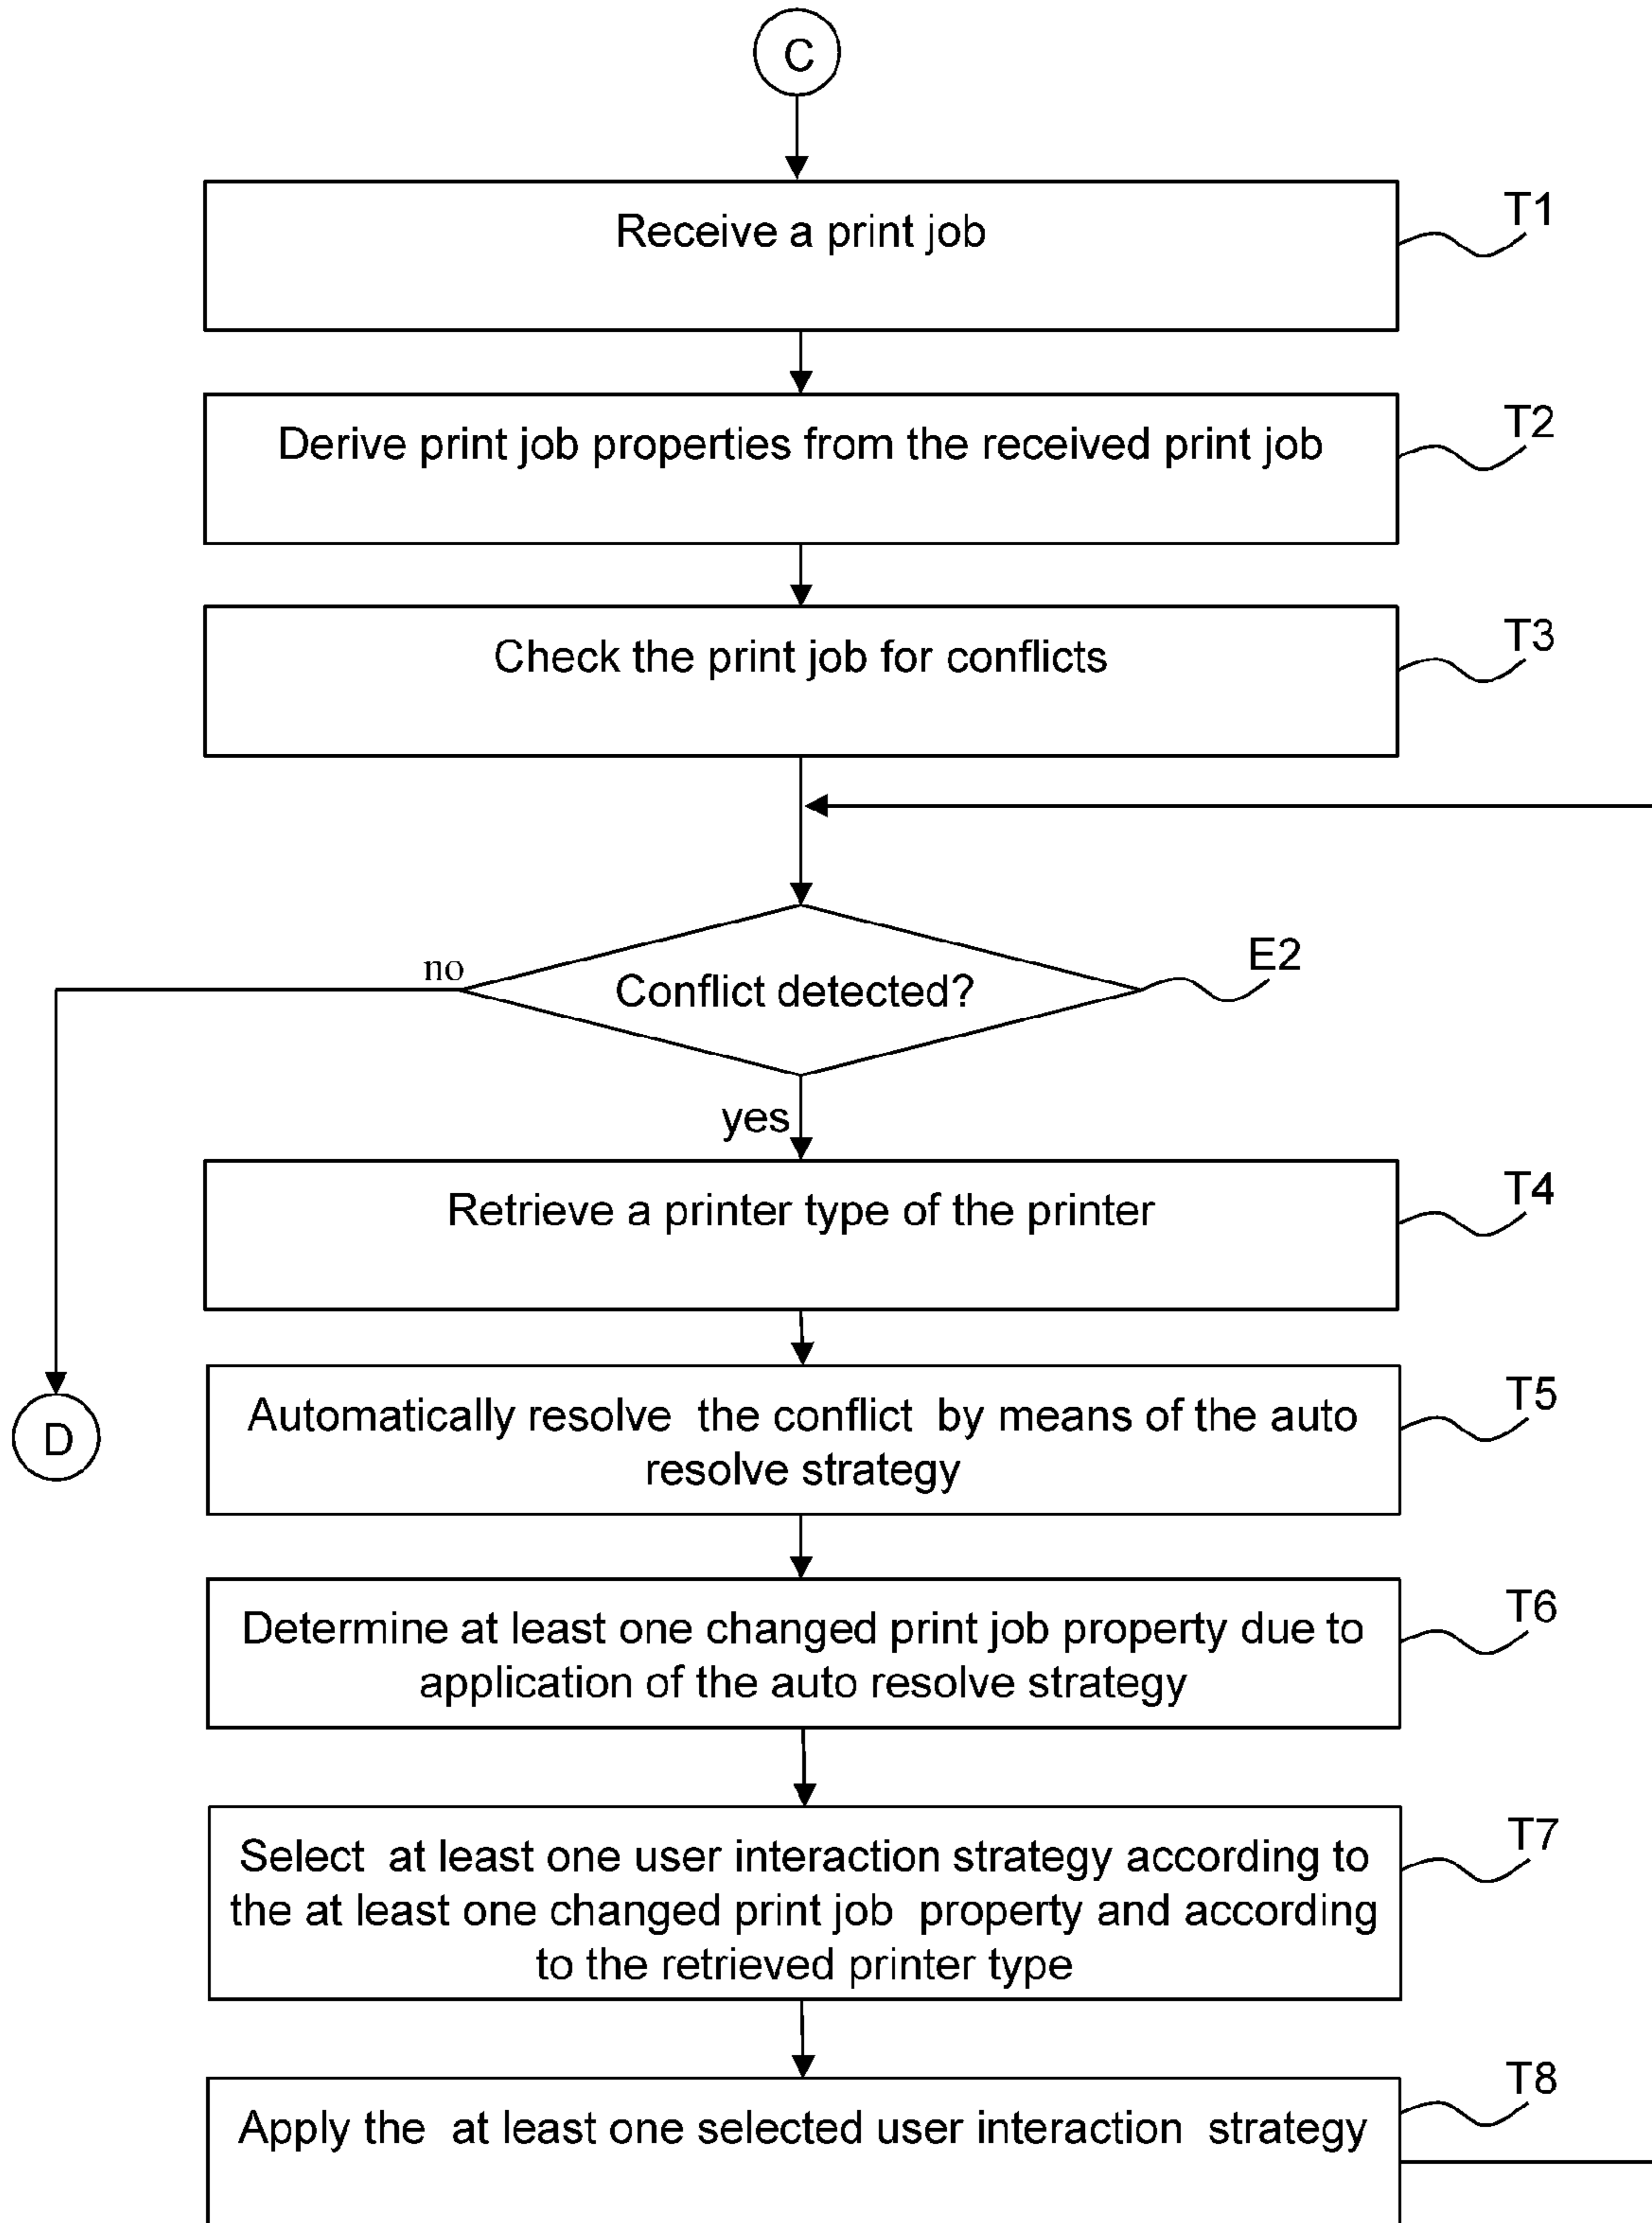 C
Receive a print job
T1
Derive print job properties from the received print job
T2
Check the print job for conflicts
T3
no
Conflict detected?
E2
yes
Retrieve a printer type of the printer
T4
D
Automatically resolve the conflict by means of the auto
resolve strategy
T5
Determine at least one changed print job property due to
application of the auto resolve strategy
T6
Select at least one user interaction strategy according to
the at least one changed print job property and according
to the retrieved printer type
T7
Apply the at least one selected user interaction strategy
T8